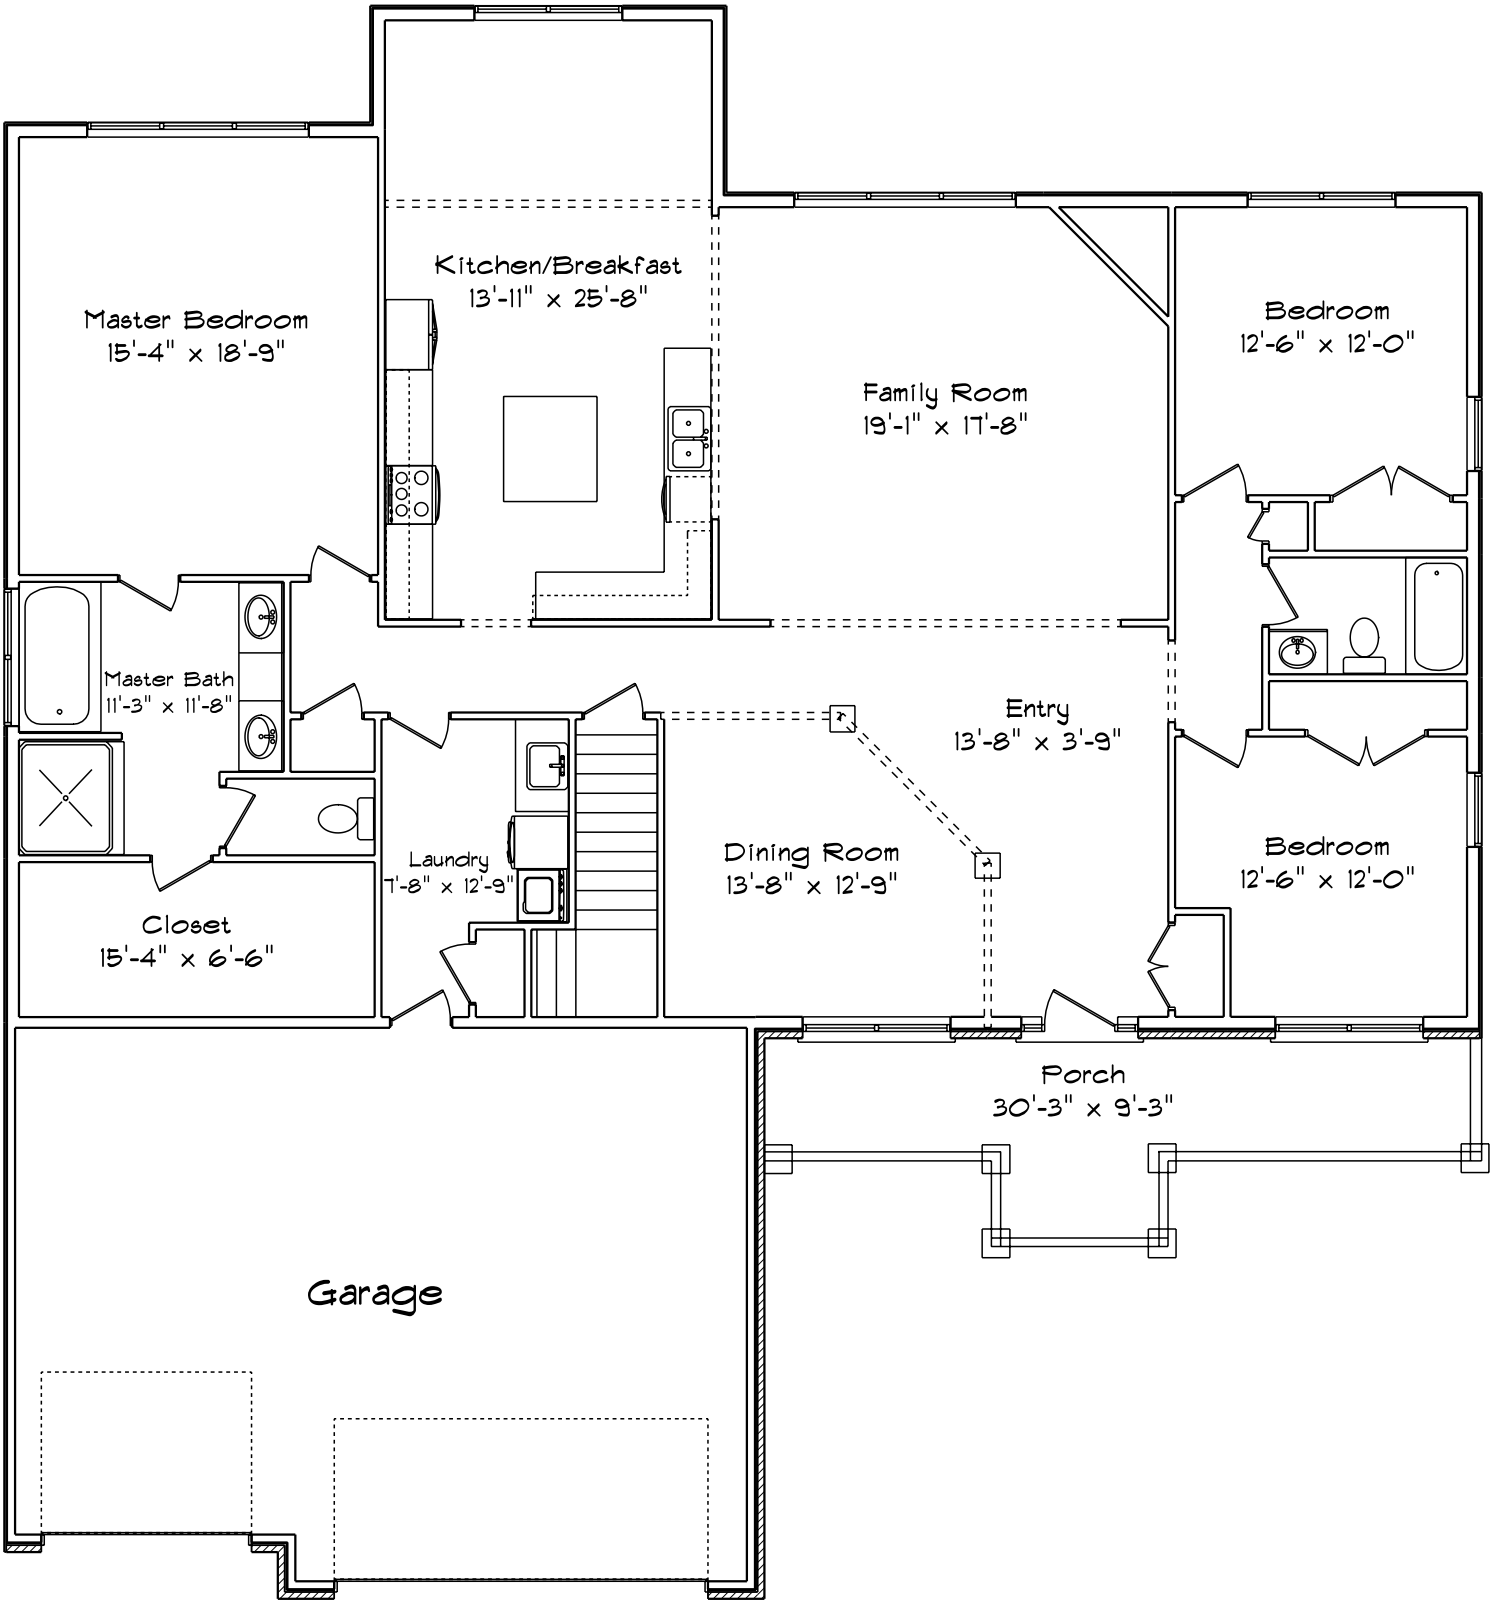 Kitchen/Breakfast
13'-11" x 25'-8"
Master Bedroom
15'-4" x 18'-9"
Bedroom
12'-6" x 12'-0"
Family Room
19'-1" x 17'-8"
Master Bath
11'-3" x 11'-8"
Entry
13'-8" x 3'-9"
Laundry
7'-8" x 12'-9"
Dining Room
13'-8" x 12'-9"
Bedroom
12'-6" x 12'-0"
Closet
15'-4" x 6'-6"
Porch
30'-3" x 9'-3"
Garage